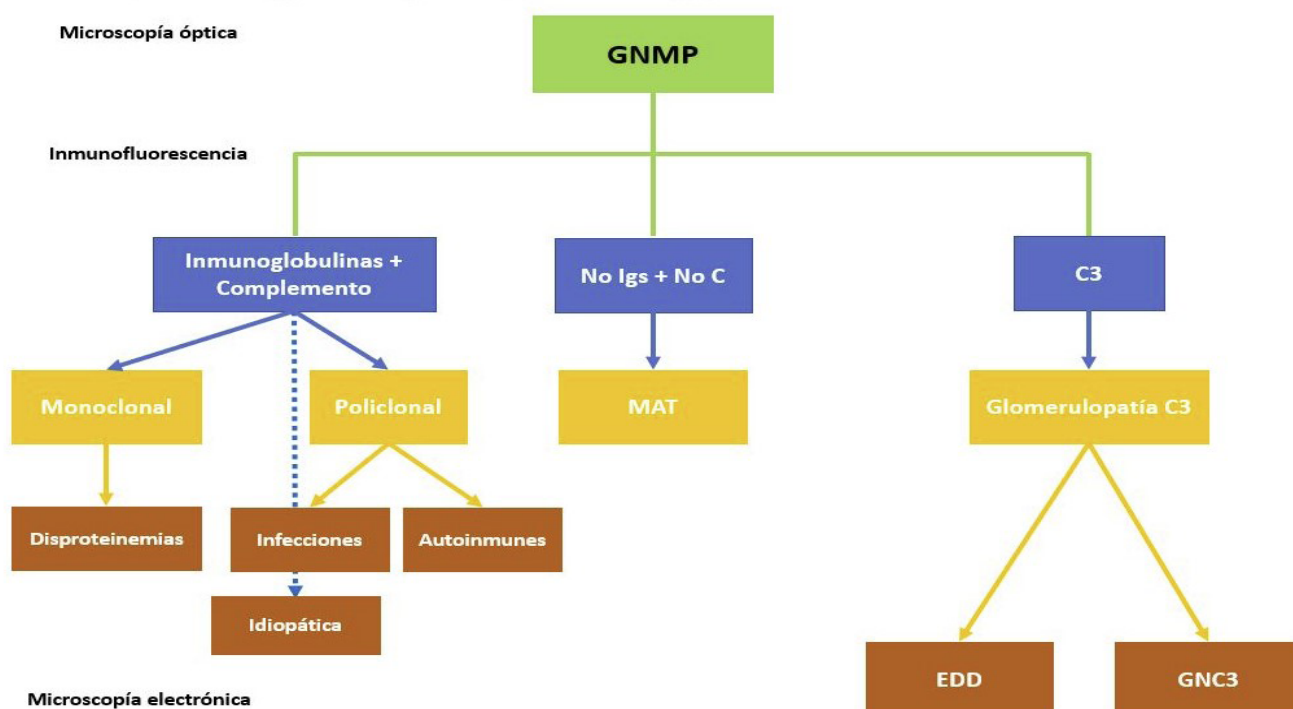 Microscopía óptica
GNMP
Inmunofluorescencia
Inmunoglobulinas +
Complemento
No Igs + No C
C3
Monoclonal
Policlonal
MAT
Glomerulopatía C3
Disproteinemias
Infecciones
Autoinmunes
Idiopática
EDD
GNC3
Microscopía electrónica